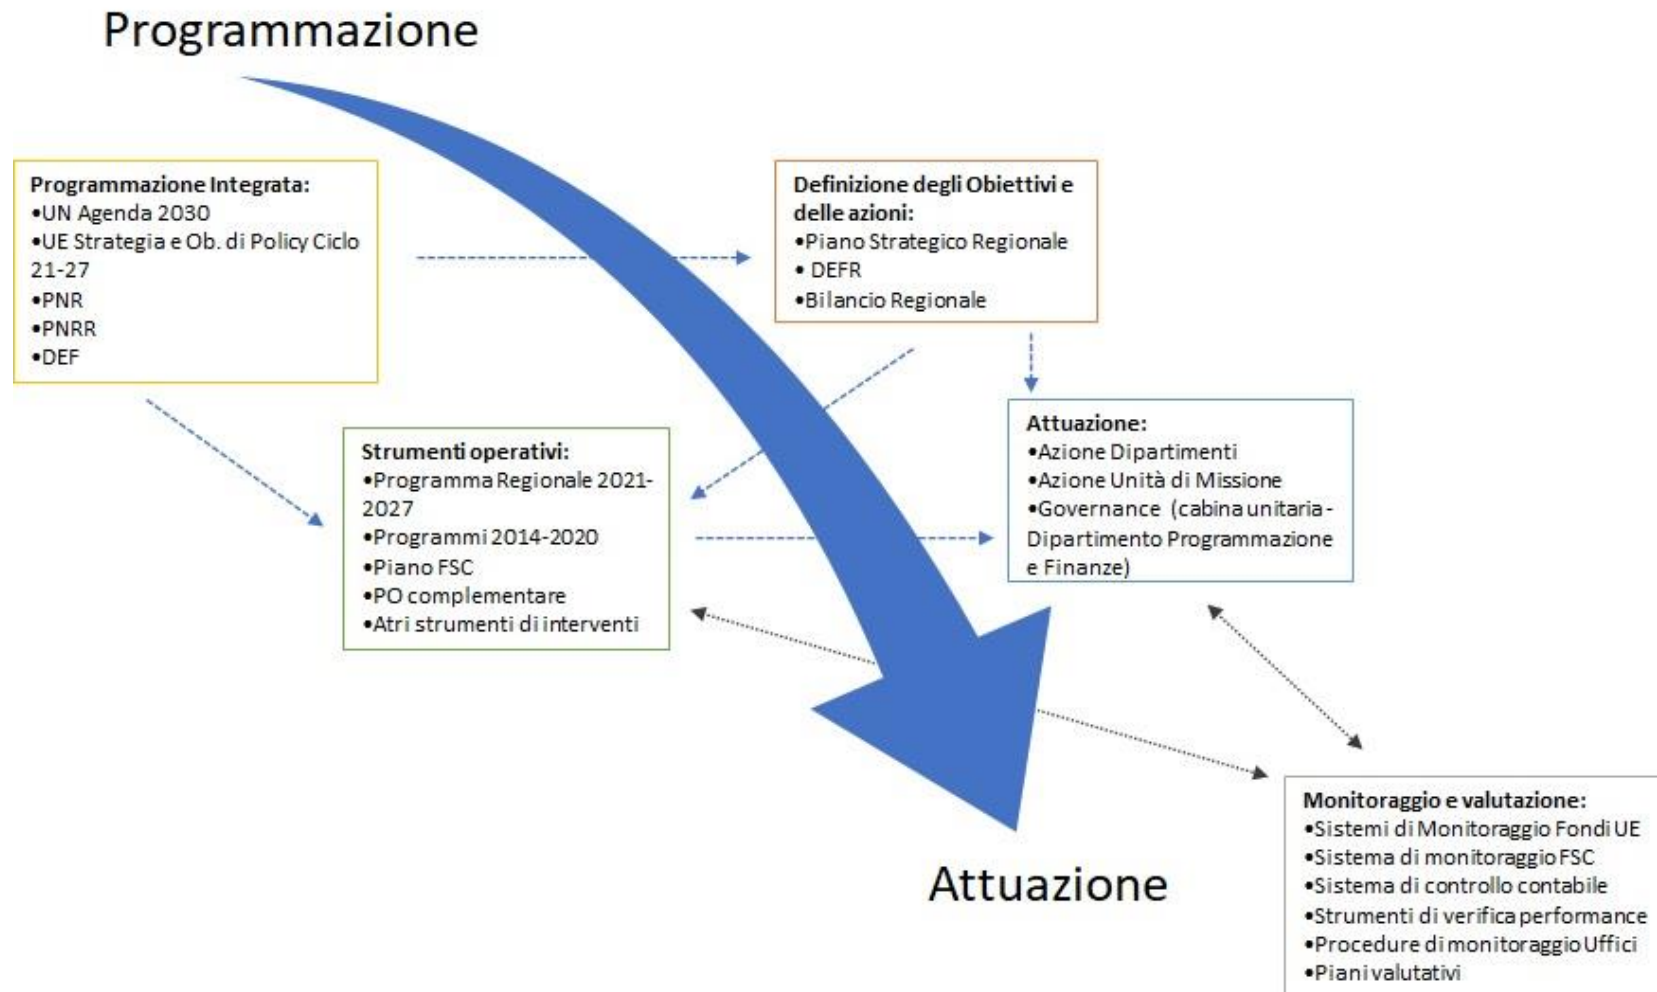 Programmazione
Programmazione Integrata:
•UN Agenda 2030
•UE Strategia e Ob. di Policy Ciclo
21-27
•PNR
•PNRR
•DEF
Definizione degli Obiettivi e
delle azioni:
•Piano Strategico Regionale
• DEFR
•Bilancio Regionale
Strumenti operativi:
•Programma Regionale 2021-
2027
•Programmi 2014-2020
•Piano FSC
•PO complementare
•Atri strumenti di interventi
Attuazione:
•Azione Dipartimenti
•Azione Unità di Missione
•Governance (cabina unitaria -
Dipartimento Programmazione
e Finanze)
Attuazione
Monitoraggio e valutazione:
•Sistemi di Monitoraggio Fondi UE
•Sistema di monitoraggio FSC
•Sistema di controllo contabile
•Strumenti di verifica performance
•Procedure di monitoraggio Uffici
•Piani valutativi